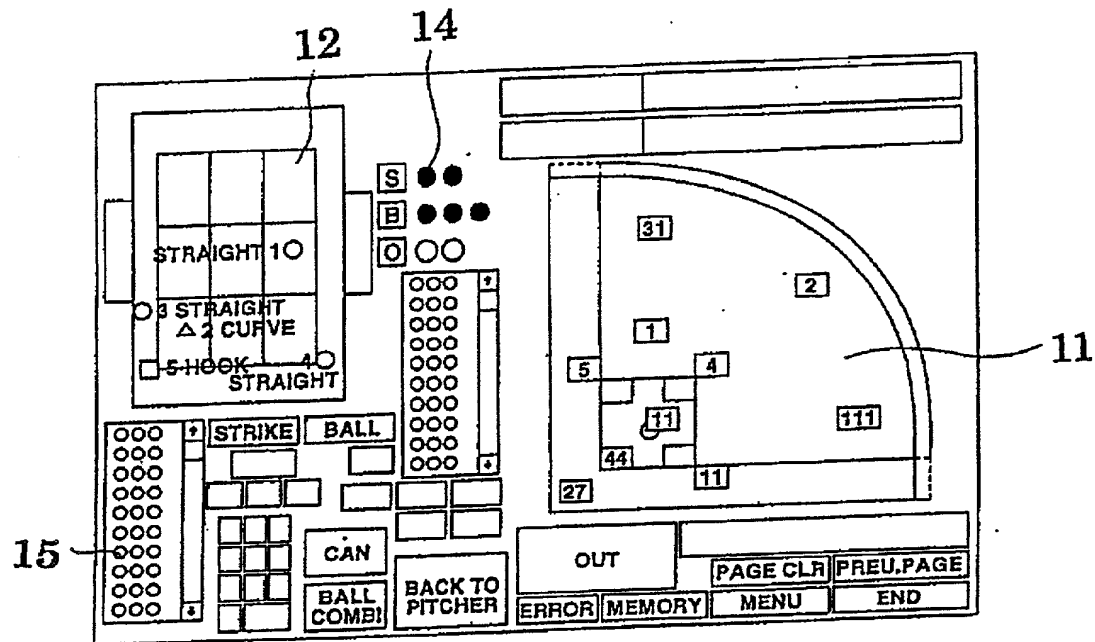 12
14
S
B
O
STRAIGHT 1
3 STRAIGHT
2 CURVE
5 HOOK 4
STRAIGHT
31
2
1
5
4
11
111
44
11
27
11
STRIKE
BALL
15
CAN
BALL
COMBI
BACK TO
PITCHER
OUT
ERROR
MEMORY
PAGE CLR
PREU.PAGE
MENU
END